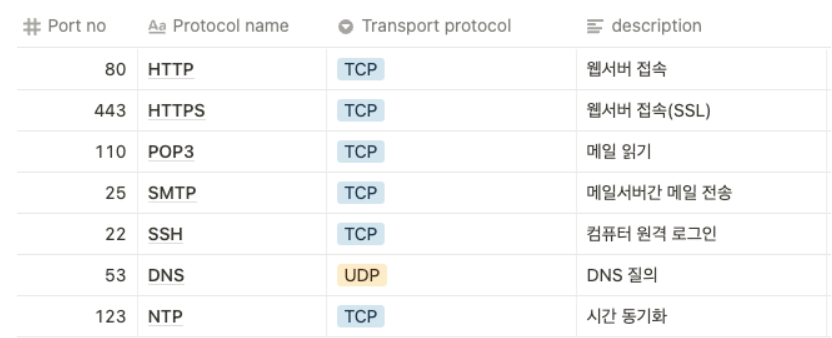 Port no Protocol name Transport protocol description
80 HTTP TCP 웹서버 접속
443 HTTPS TCP 웹서버 접속(SSL)
110 POP3 TCP 메일 읽기
25 SMTP TCP 메일서버간 메일 전송
22 SSH TCP 컴퓨터 원격 로그인
53 DNS UDP DNS 질의
123 NTP TCP 시간 동기화